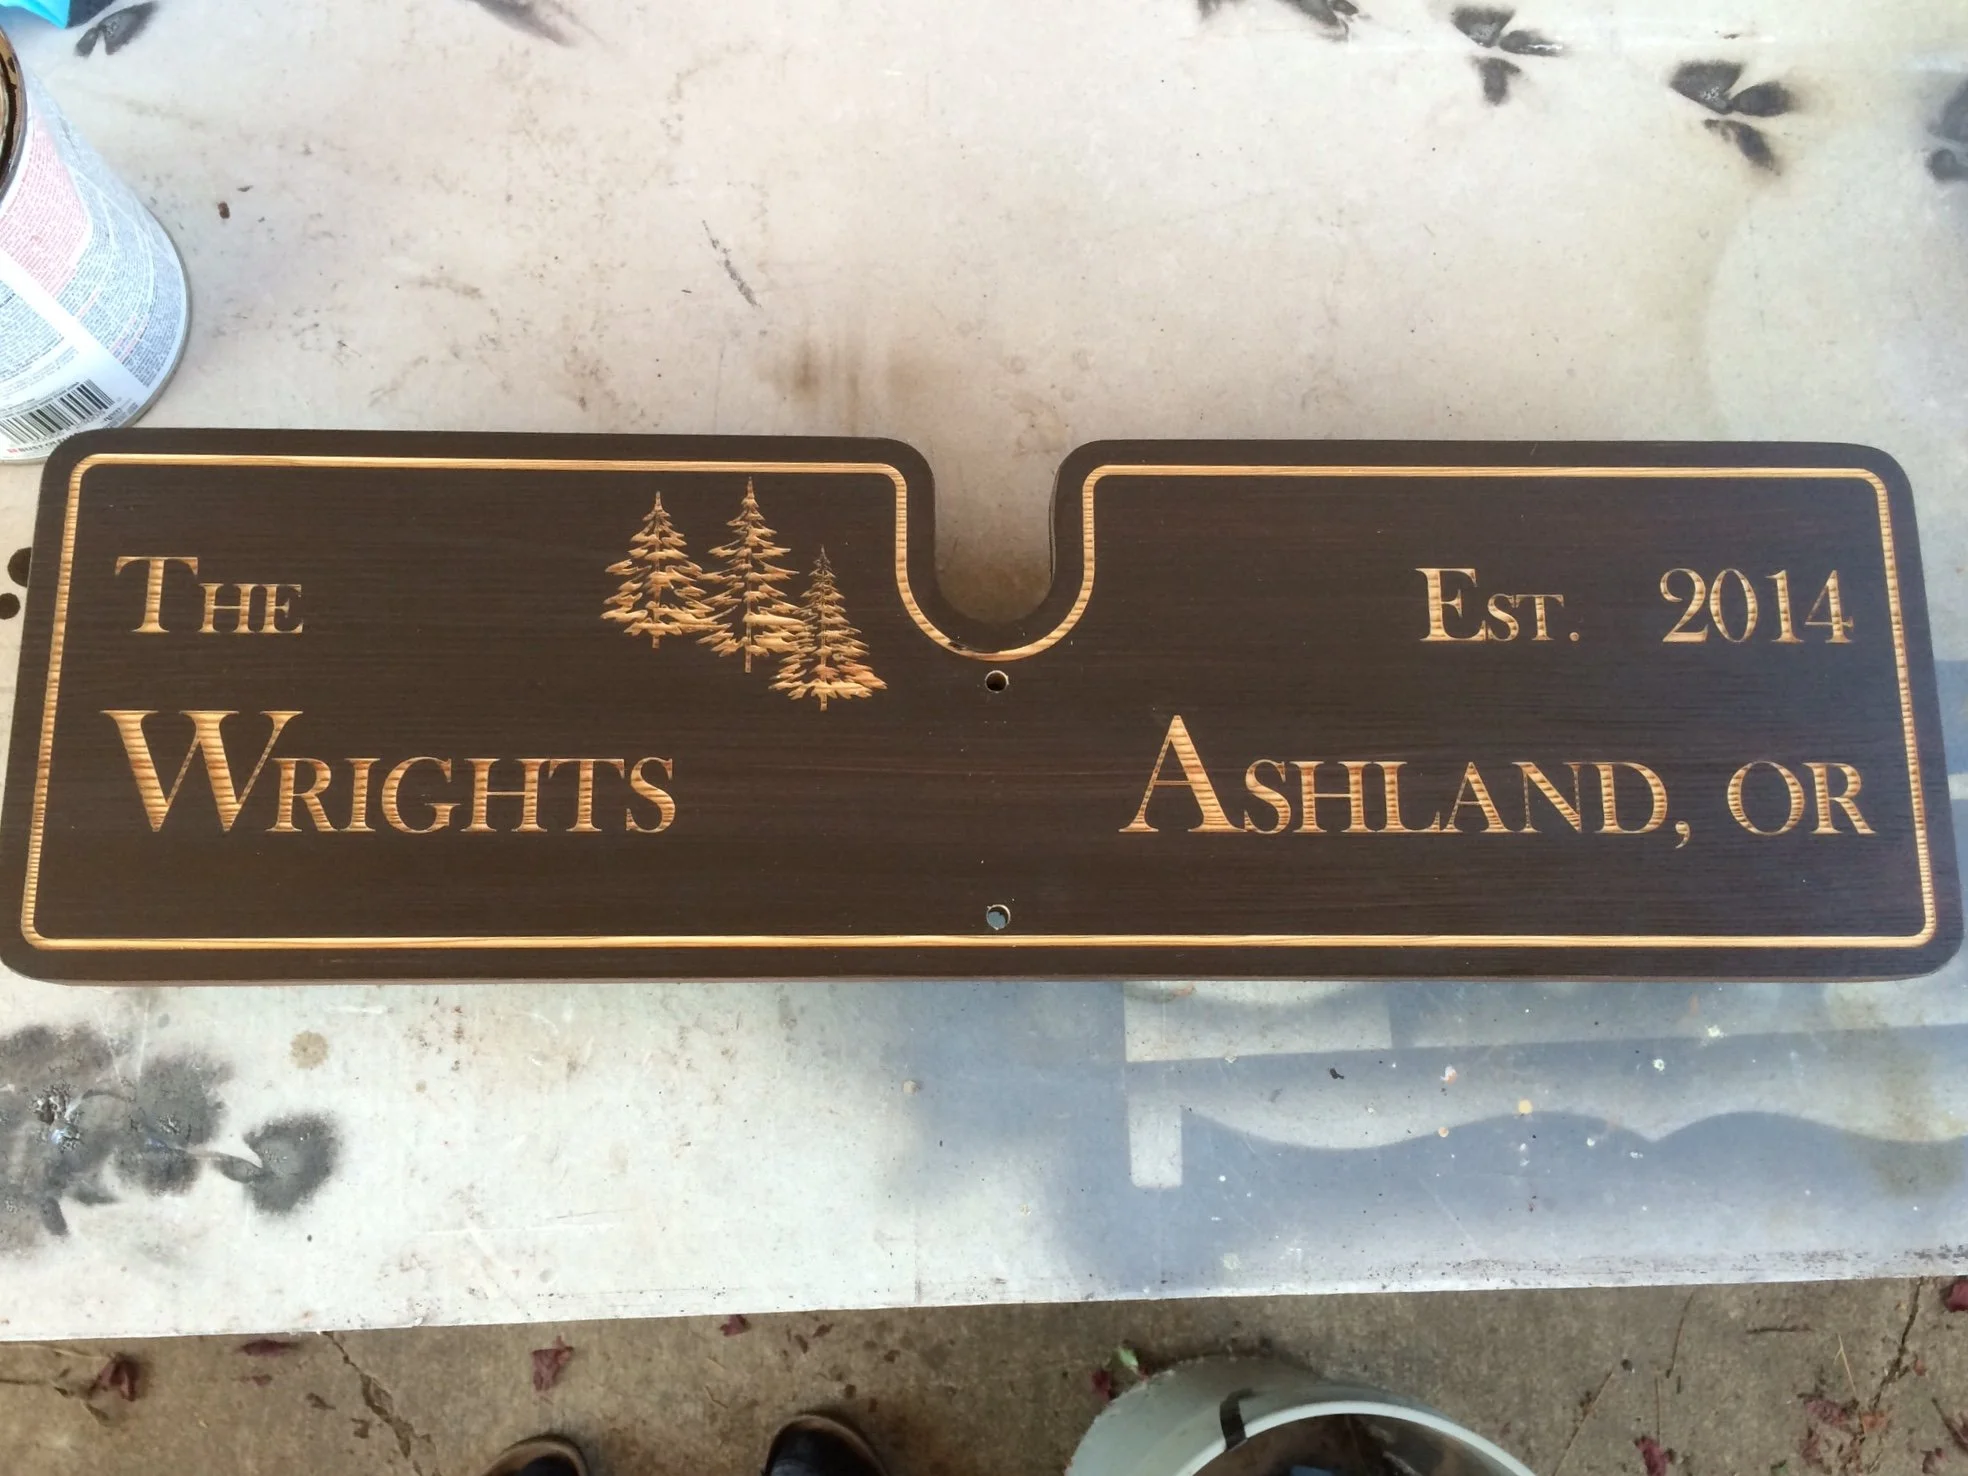 The
Wrights
Est. 2014
Ashland, OR